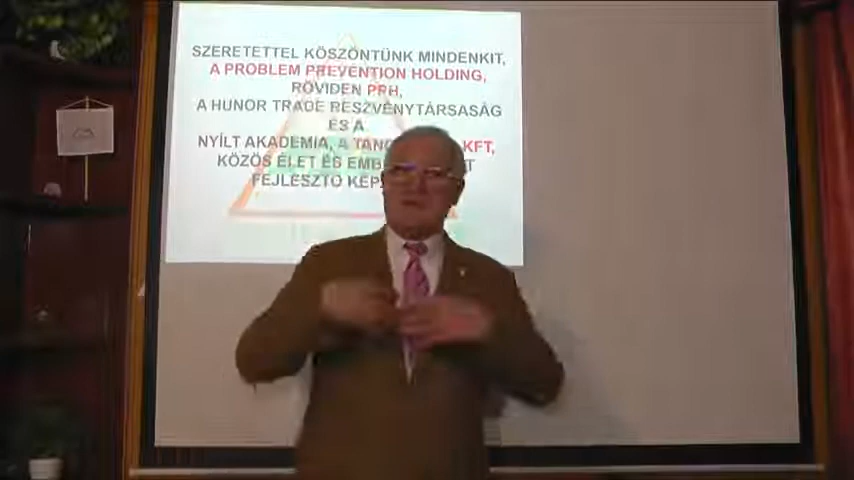 SZERETETTEL KÖSZÖNTÜNK MINDENKIT,
A PROBLEM PREVENTION HOLDING,
RÖVIDEN PRH,
A HUNOR TRADE RÉSZVÉNYTÁRSASÁG
ÉS A
NYÍLT AKADÉMIA, A KFT,
KÖZÖS ÉLET ÉS
FEJLESZTŐ